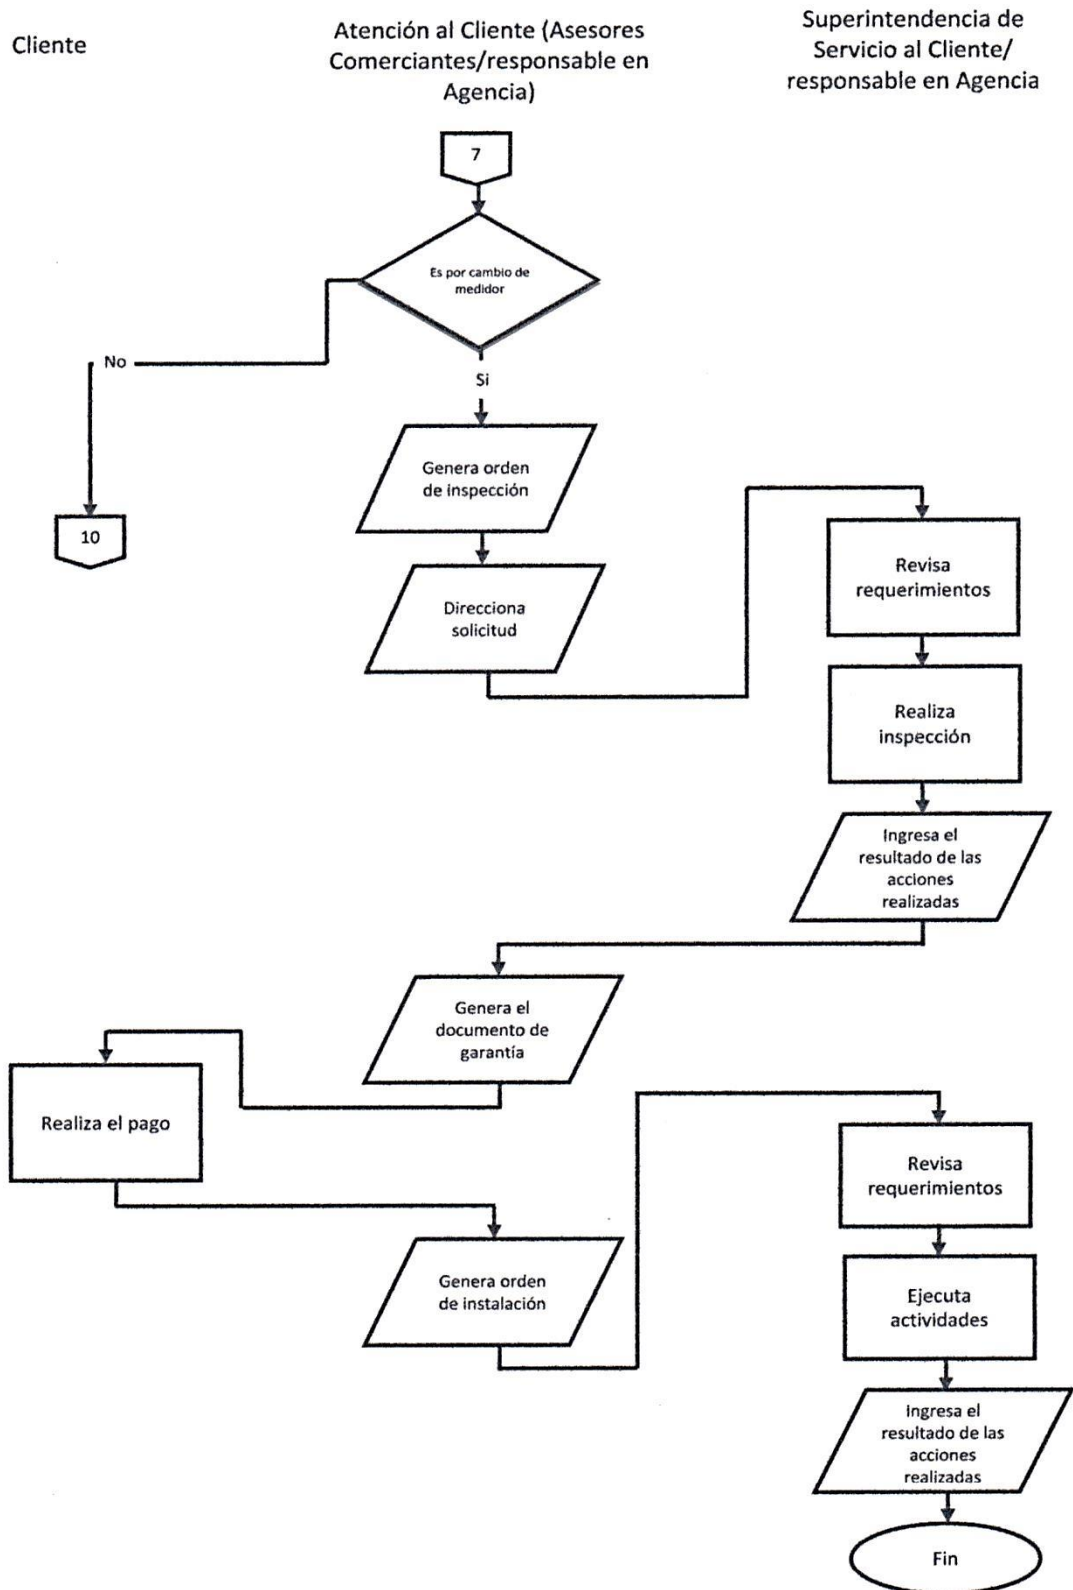 Cliente
Atención al Cliente (Asesores
Comerciantes/responsable en
Agencia)
Superintendencia de
Servicio al Cliente/
responsable en Agencia
7
Es por cambio de
medidor
No
Si
Genera orden
de inspección
10
Direcciona
solicitud
Revisa
requerimientos
Realiza
inspección
Ingresa el
resultado de las
acciones
realizadas
Genera el
documento de
garantía
Realiza el pago
Revisa
requerimientos
Genera orden
de instalación
Ejecuta
actividades
Ingresa el
resultado de las
acciones
realizadas
Fin